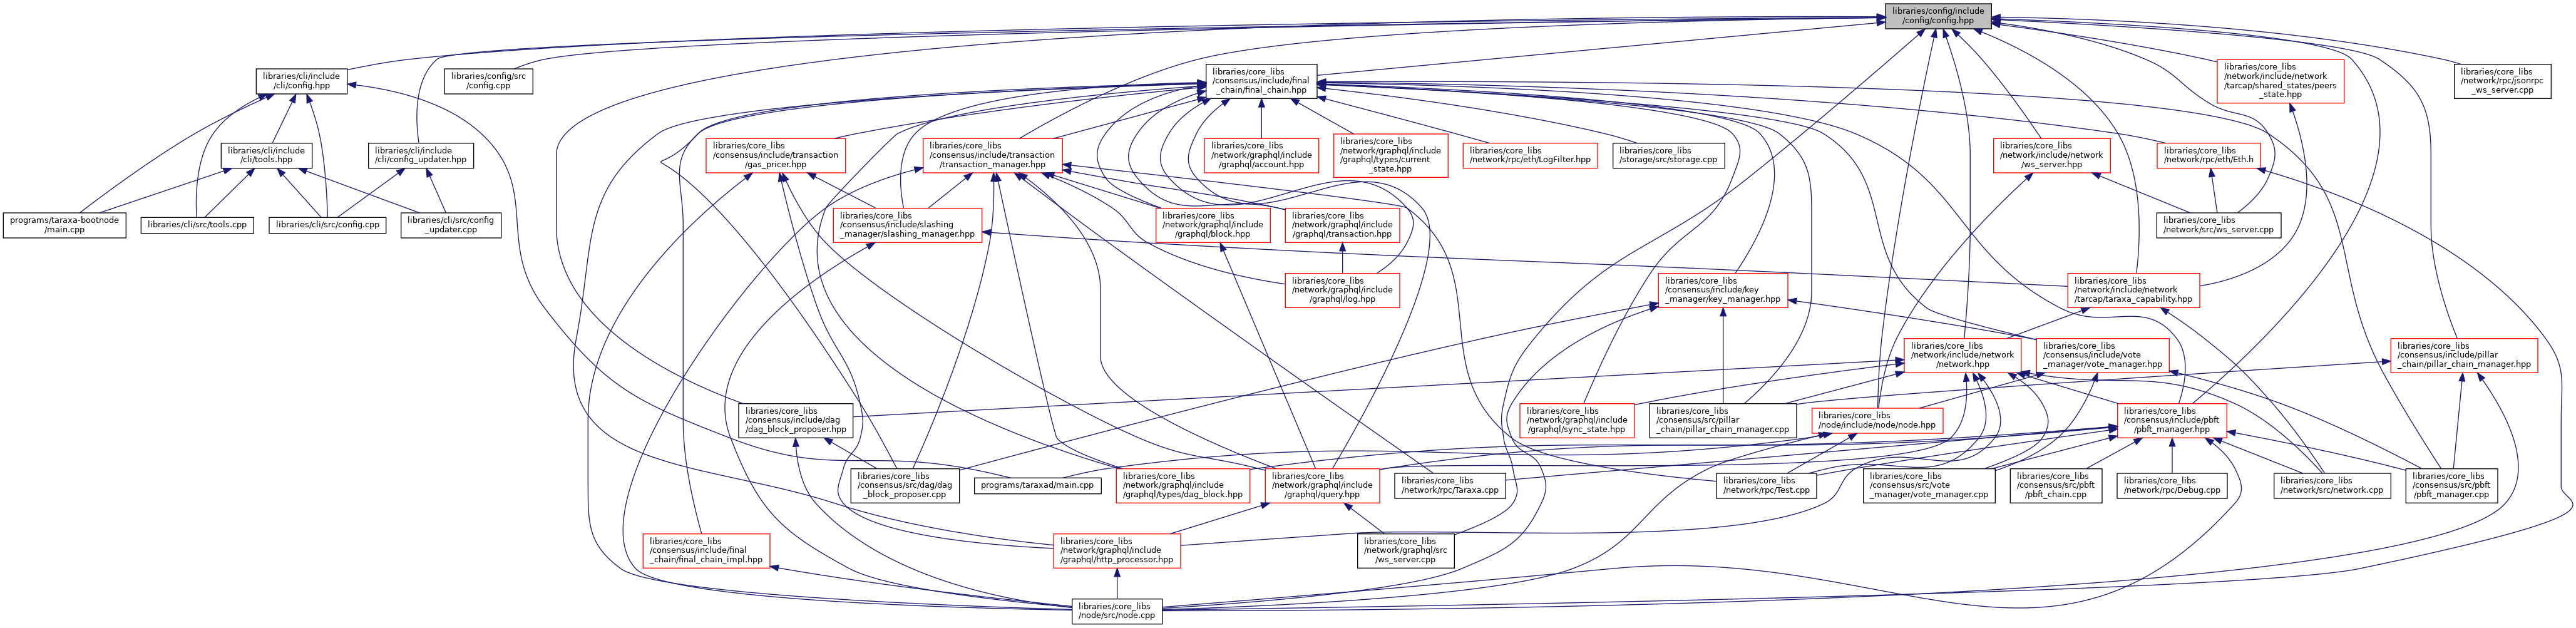 libraries/config/include
/config/config.hpp
libraries/cli/include
/cli/config.hpp
libraries/config/src
/config.cpp
libraries/core_libs
/consensus/include/final
_chain/final_chain.hpp
libraries/core_libs
/network/include/network
/tarcap/shared_states/peers
_state.hpp
libraries/core_libs
/network/rpc/jsonrpc
_ws_server.cpp
libraries/cli/include
/cli/tools.hpp
libraries/cli/include
/cli/config_updater.hpp
libraries/core_libs
/consensus/include/transaction
/gas_pricer.hpp
libraries/core_libs
/consensus/include/transaction
/transaction_manager.hpp
libraries/core_libs
/network/graphql/include
/graphql/account.hpp
libraries/core_libs
/network/graphql/include
/graphql/types/current
_state.hpp
libraries/core_libs
/network/rpc/eth/LogFilter.hpp
libraries/core_libs
/storage/src/storage.cpp
libraries/core_libs
/network/include/network
/ws_server.hpp
libraries/core_libs
/network/rpc/eth/Eth.h
programs/taraxa-bootnode
/main.cpp
libraries/cli/src/tools.cpp
libraries/cli/src/config.cpp
libraries/cli/src/config
_updater.cpp
libraries/core_libs
/consensus/include/slashing
_manager/slashing_manager.hpp
libraries/core_libs
/network/graphql/include
/graphql/block.hpp
libraries/core_libs
/network/graphql/include
/graphql/transaction.hpp
libraries/core_libs
/network/src/ws_server.cpp
libraries/core_libs
/network/graphql/include
/graphql/log.hpp
libraries/core_libs
/consensus/include/key
_manager/key_manager.hpp
libraries/core_libs
/network/include/network
/tarcap/taraxa_capability.hpp
libraries/core_libs
/network/include/network
/network.hpp
libraries/core_libs
/consensus/include/vote
_manager/vote_manager.hpp
libraries/core_libs
/consensus/include/pillar
_chain/pillar_chain_manager.hpp
libraries/core_libs
/consensus/include/dag
/dag_block_proposer.hpp
libraries/core_libs
/network/graphql/include
/graphql/sync_state.hpp
libraries/core_libs
/consensus/src/pillar
_chain/pillar_chain_manager.cpp
libraries/core_libs
/node/include/node/node.hpp
libraries/core_libs
/consensus/include/pbft
/pbft_manager.hpp
libraries/core_libs
/consensus/src/dag/dag
_block_proposer.cpp
programs/taraxad/main.cpp
libraries/core_libs
/network/graphql/include
/graphql/types/dag_block.hpp
libraries/core_libs
/network/graphql/include
/graphql/query.hpp
libraries/core_libs
/network/rpc/Taraxa.cpp
libraries/core_libs
/network/rpc/Test.cpp
libraries/core_libs
/consensus/src/vote
_manager/vote_manager.cpp
libraries/core_libs
/consensus/src/pbft
/pbft_chain.cpp
libraries/core_libs
/network/rpc/Debug.cpp
libraries/core_libs
/network/src/network.cpp
libraries/core_libs
/consensus/src/pbft
/pbft_manager.cpp
libraries/core_libs
/consensus/include/final
_chain/final_chain_impl.hpp
libraries/core_libs
/network/graphql/include
/graphql/http_processor.hpp
libraries/core_libs
/network/graphql/src
/ws_server.cpp
libraries/core_libs
/node/src/node.cpp